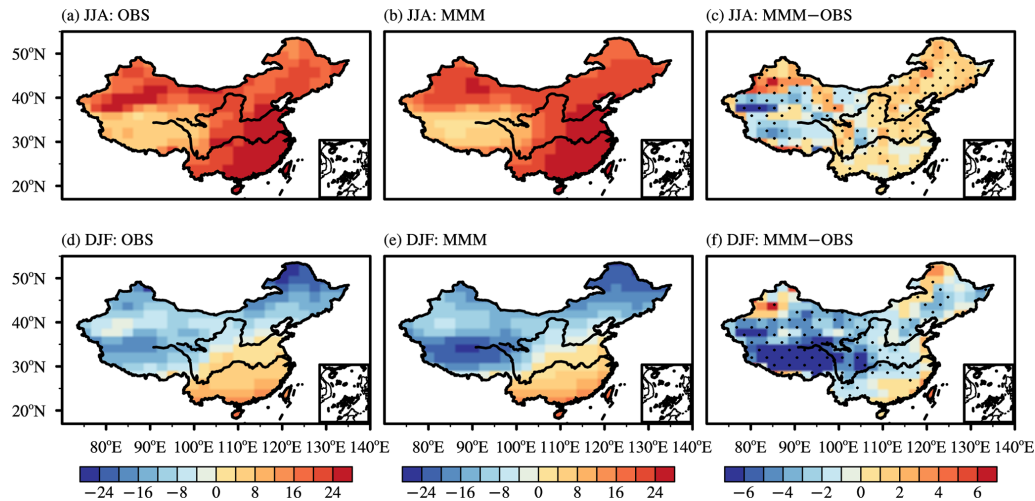 (a) JJA: OBS
(b) JJA: MMM
(c) JJA: MMM−OBS
50°N
40°N
30°N
20°N
(d) DJF: OBS
(e) DJF: MMM
(f) DJF: MMM−OBS
50°N
40°N
30°N
20°N
80°E 90°E 100°E 110°E 120°E 130°E 140°E
80°E 90°E 100°E 110°E 120°E 130°E 140°E
80°E 90°E 100°E 110°E 120°E 130°E 140°E
−24 −16 −8 0 8 16 24
−24 −16 −8 0 8 16 24
−6 −4 −2 0 2 4 6